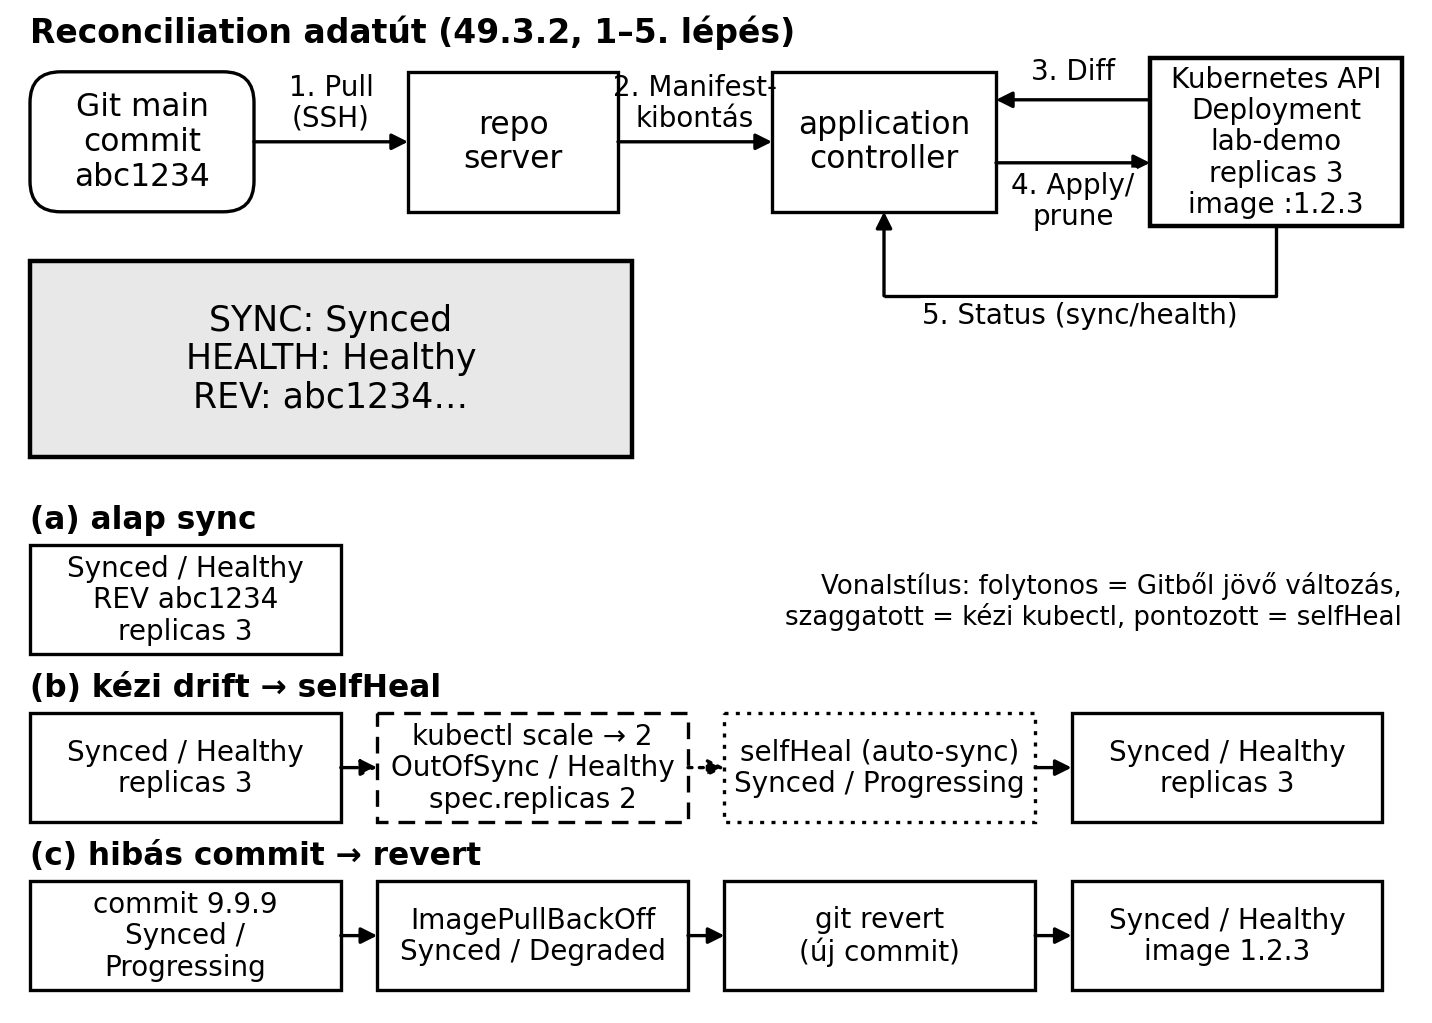 Reconciliation adatút (49.3.2, 1–5. lépés)
Git main
commit
abc1234
1. Pull
(SSH)
repo
server
2. Manifest-
kibontás
application
controller
3. Diff
4. Apply/
prune
Kubernetes API
Deployment
lab-demo
replicas 3
image :1.2.3
5. Status (sync/health)
SYNC: Synced
HEALTH: Healthy
REV: abc1234…
(a) alap sync
Synced / Healthy
REV abc1234
replicas 3
Vonalstílus: folytonos = Gitből jövő változás,
szaggatott = kézi kubectl, pontozott = selfHeal
(b) kézi drift → selfHeal
Synced / Healthy
replicas 3
kubectl scale → 2
OutOfSync / Healthy
spec.replicas 2
selfHeal (auto-sync)
Synced / Progressing
Synced / Healthy
replicas 3
(c) hibás commit → revert
commit 9.9.9
Synced /
Progressing
ImagePullBackOff
Synced / Degraded
git revert
(új commit)
Synced / Healthy
image 1.2.3